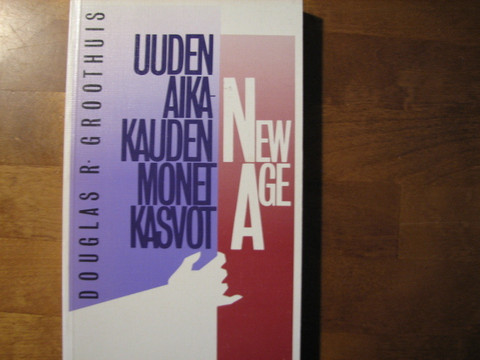 DOUGLAS R. GROOTHUIS
UUDEN
AIKA-
KAUDEN
MONET
KASVOT
NEW
AGE